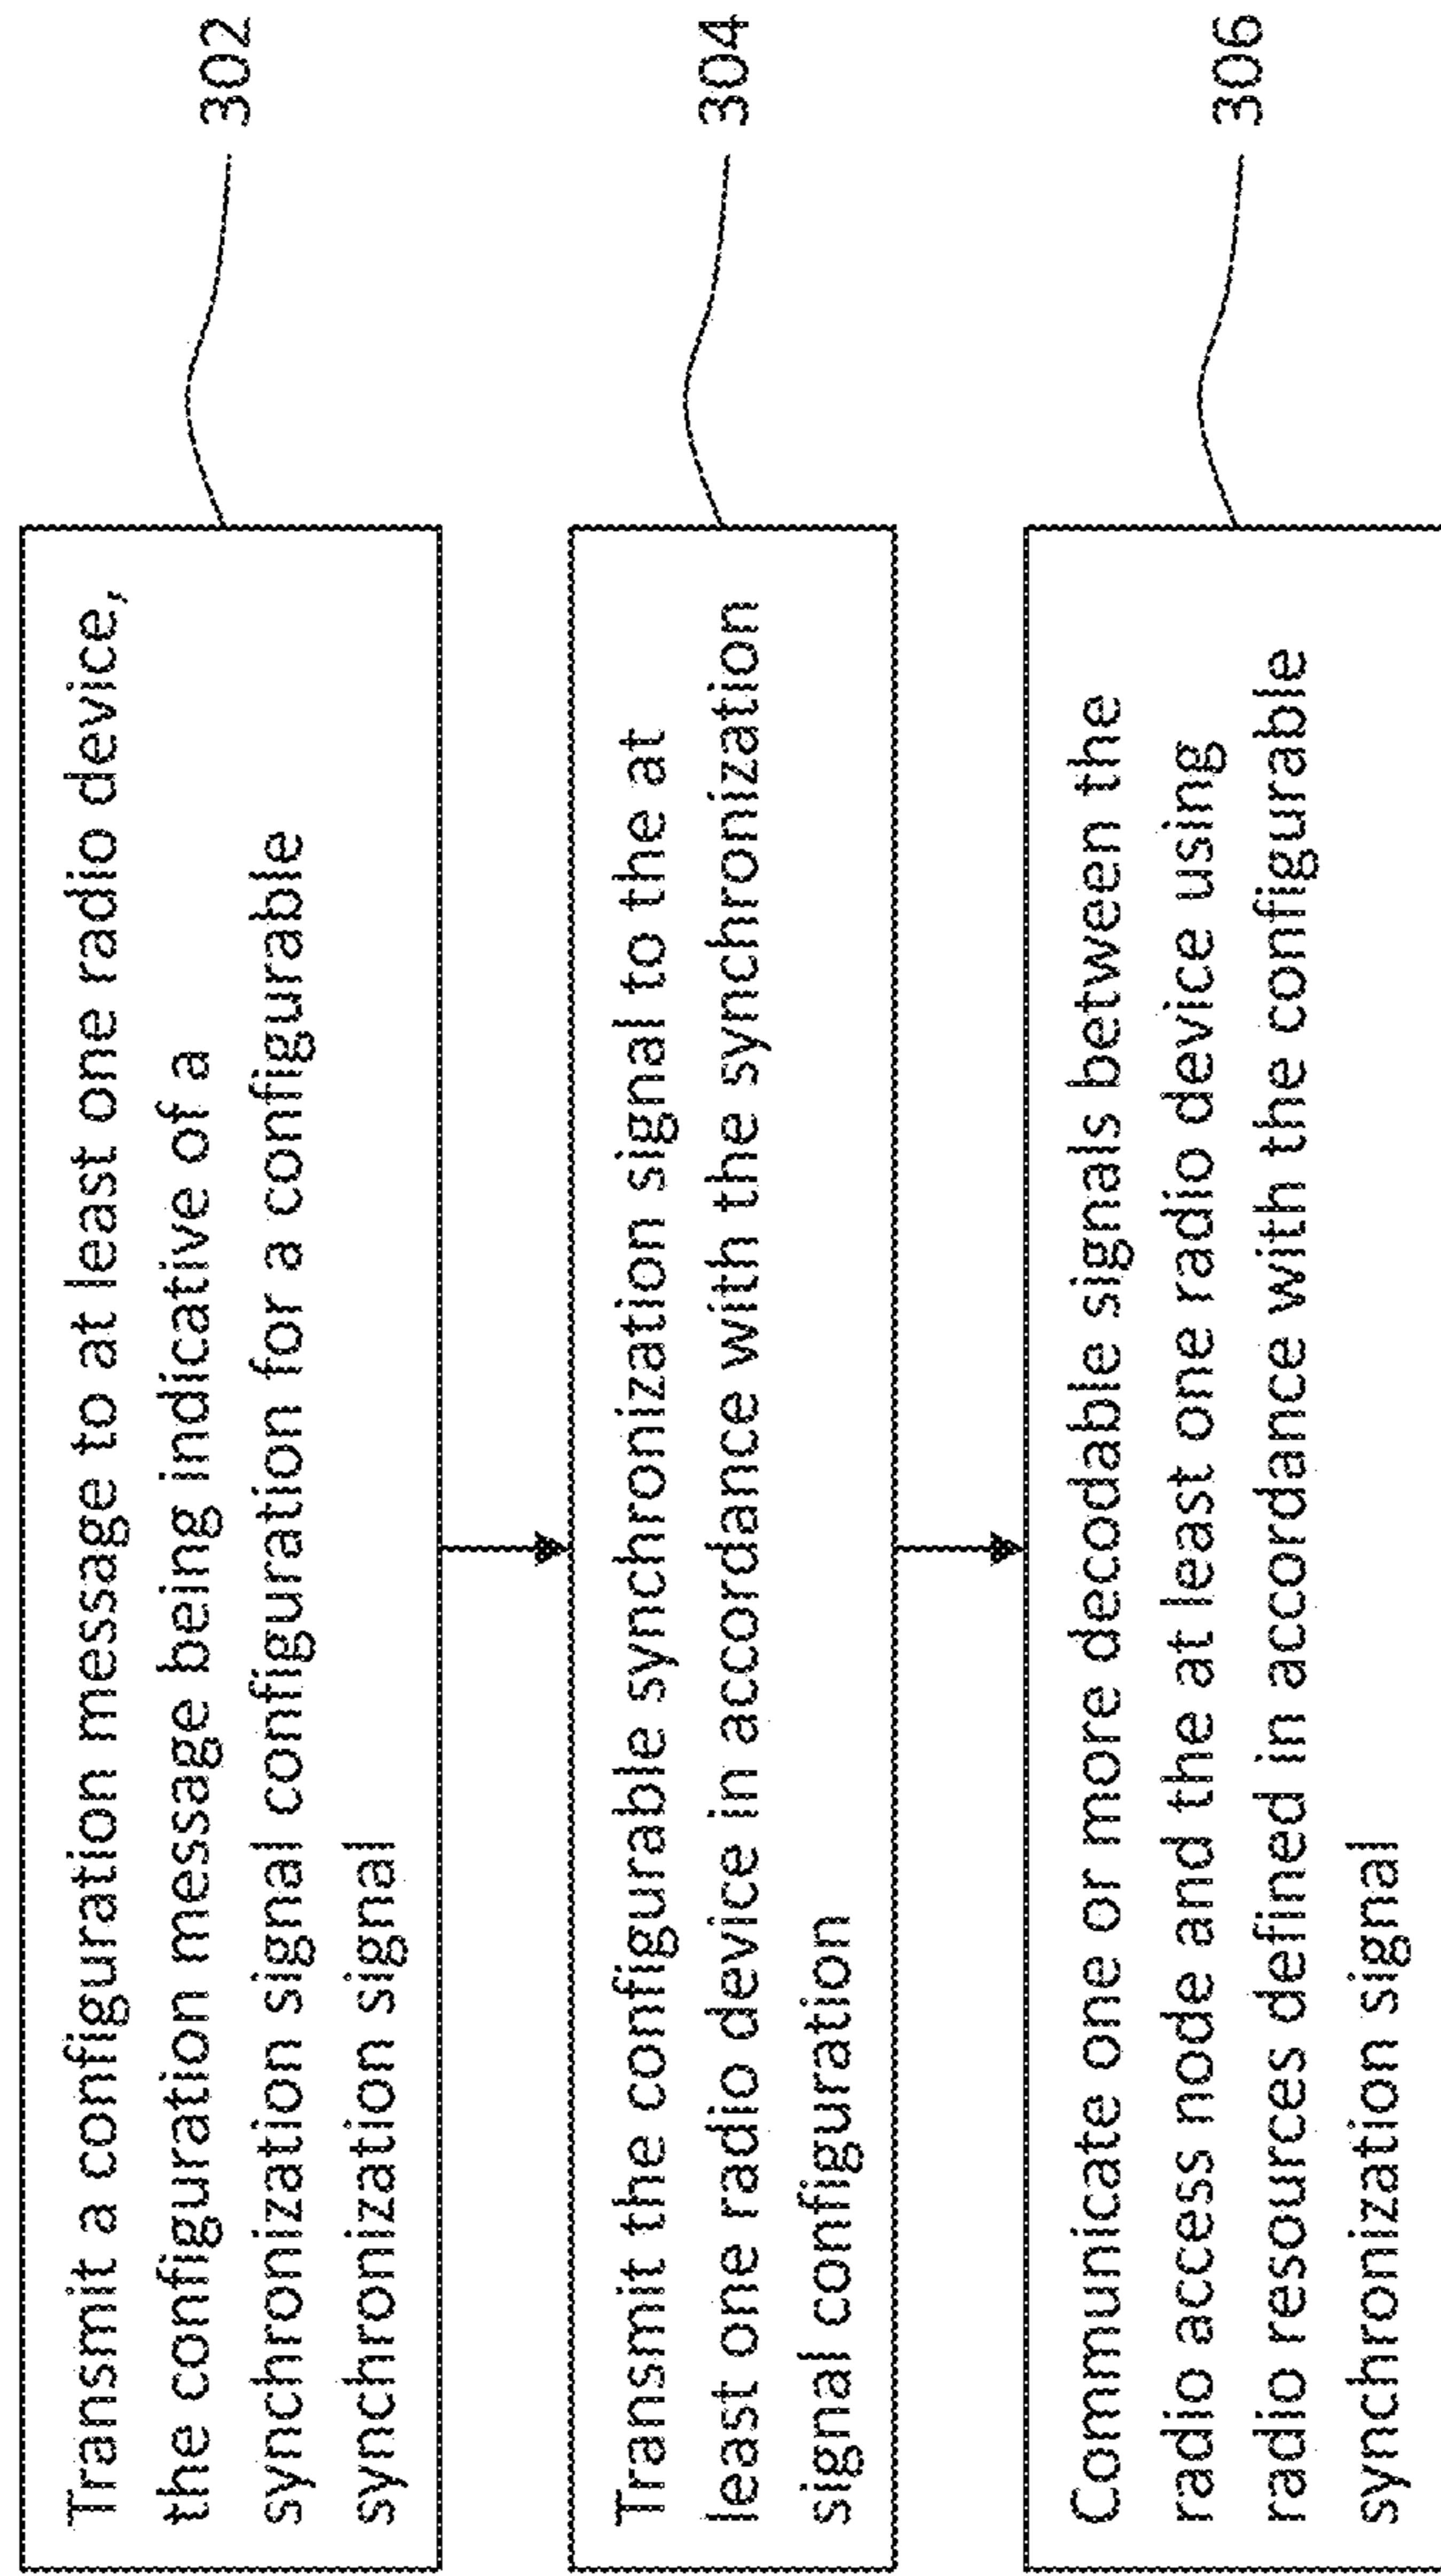 Transmit a configuration message to at least one radio device,
the configuration message being indicative of a
synchronization signal configuration for a configurable
synchronization signal
302
Transmit the configurable synchronization signal to the at
least one radio device in accordance with the synchronization
signal configuration
304
Communicate one or more decodable signals between the
radio access node and the at least one radio device using
radio resources defined in accordance with the configurable
synchronization signal
306